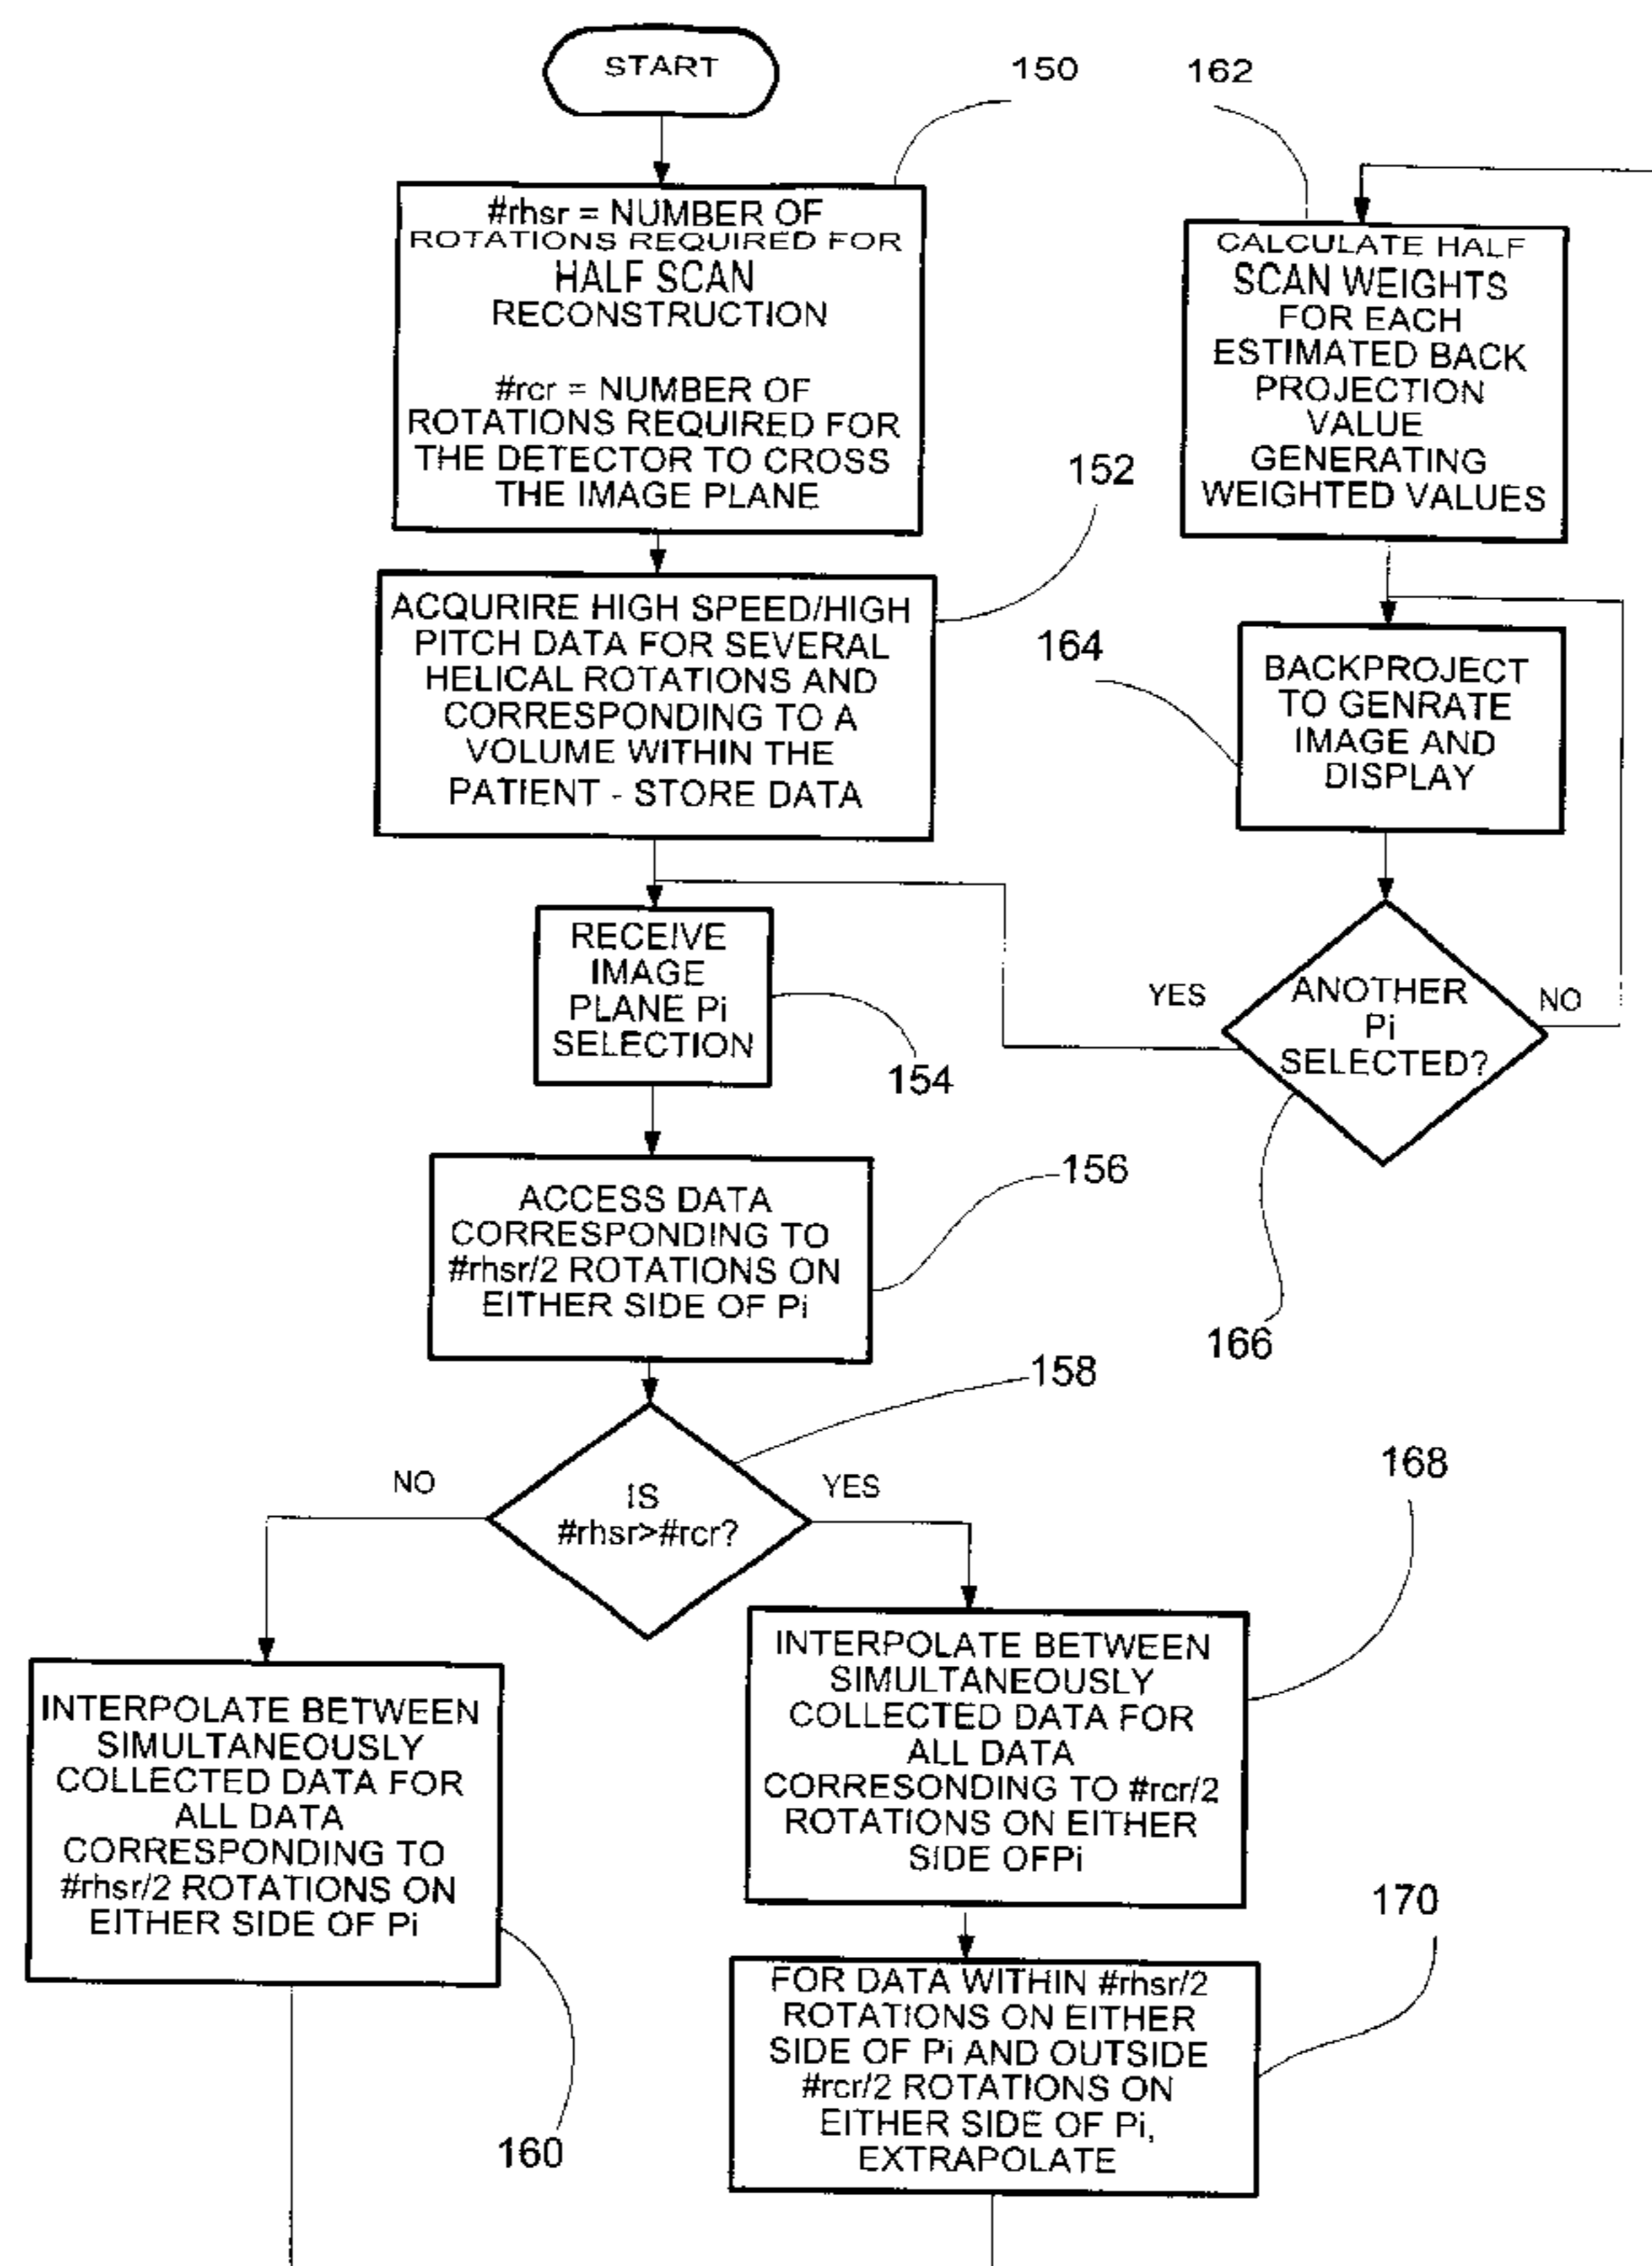 START
150
#rhsr = NUMBER OF
ROTATIONS REQUIRED FOR
HALF SCAN
RECONSTRUCTION
#rcr = NUMBER OF
ROTATIONS REQUIRED FOR
THE DETECTOR TO CROSS
THE IMAGE PLANE
152
ACQURIRE HIGH SPEED/HIGH
PITCH DATA FOR SEVERAL
HELICAL ROTATIONS AND
CORRESPONDING TO A
VOLUME WITHIN THE
PATIENT - STORE DATA
RECEIVE
IMAGE
PLANE Pi
SELECTION
154
ACCESS DATA
CORRESPONDING TO
#rhsr/2 ROTATIONS ON
EITHER SIDE OF Pi
156
158
IS
#rhsr>#rcr?
NO
YES
INTERPOLATE BETWEEN
SIMULTANEOUSLY
COLLECTED DATA FOR
ALL DATA
CORRESPONDING TO
#rhsr/2 ROTATIONS ON
EITHER SIDE OF Pi
160
168
INTERPOLATE BETWEEN
SIMULTANEOUSLY
COLLECTED DATA FOR
ALL DATA
CORRESONDING TO #rcr/2
ROTATIONS ON EITHER
SIDE OFPi
170
FOR DATA WITHIN #rhsr/2
ROTATIONS ON EITHER
SIDE OF Pi AND OUTSIDE
#rcr/2 ROTATIONS ON
EITHER SIDE OF Pi,
EXTRAPOLATE
162
CALCULATE HALF
SCAN WEIGHTS
FOR EACH
ESTIMATED BACK
PROJECTION
VALUE
GENERATING
WEIGHTED VALUES
164
BACKPROJECT
TO GENRATE
IMAGE AND
DISPLAY
YES
ANOTHER
Pi
SELECTED?
NO
166